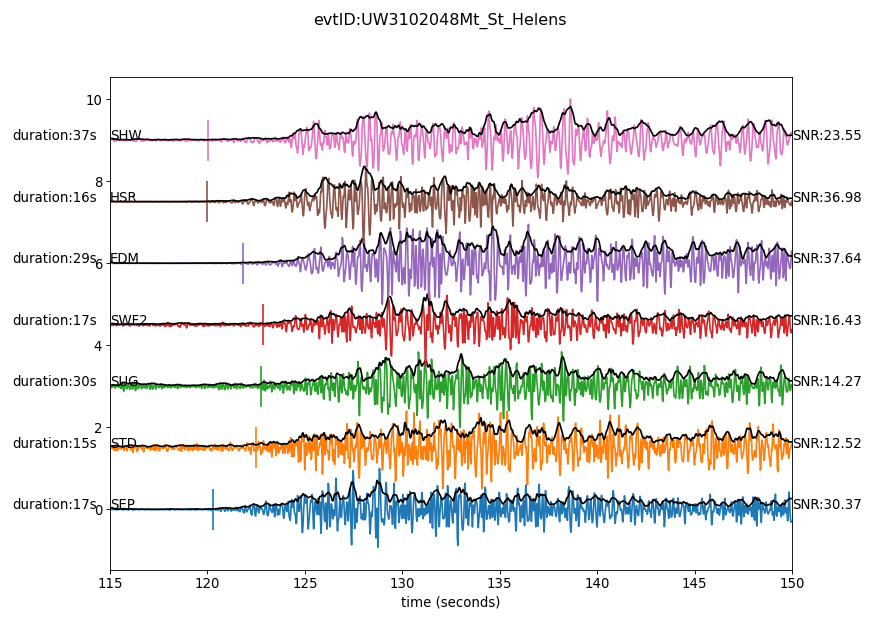 evtID:UW3102048Mt_St_Helens
10
duration:37s SHW SNR:23.55
8
duration:16s HSR SNR:36.98
duration:29s EDM SNR:37.64
6
duration:17s SWF2 SNR:16.43
4
duration:30s SUG SNR:14.27
2
duration:15s STD SNR:12.52
duration:17s SEP SNR:30.37
0
115 120 125 130 135 140 145 150
time (seconds)